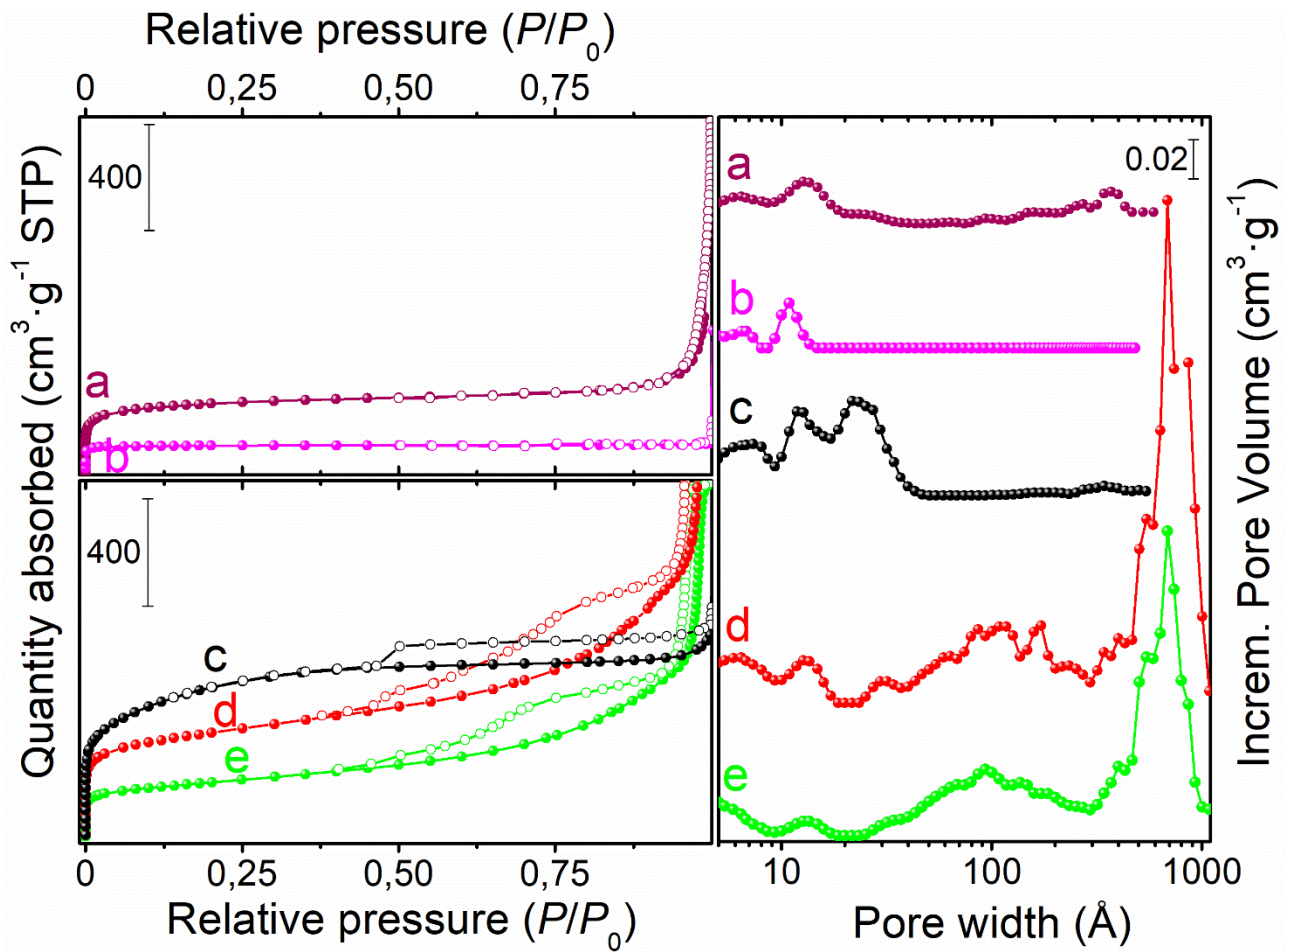 Relative pressure (P/P₀)
0 0,25 0,50 0,75
Quantity absorbed (cm³·g⁻¹ STP)
400
a
b
400
c
d
e
0 0,25 0,50 0,75
Relative pressure (P/P₀)
0.02
a
b
c
d
e
10 100 1000
Pore width (Å)
Increm. Pore Volume (cm³·g⁻¹)